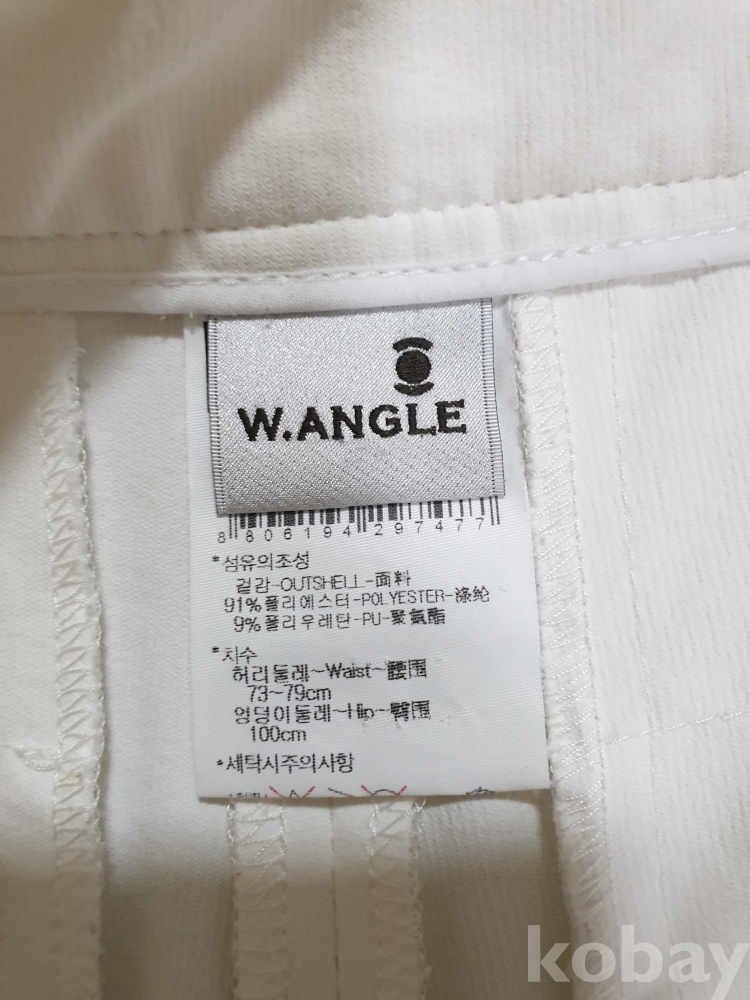 W.ANGLE
8 806194 297477
*섬유의조성
겉감-OUTSHELL-面料
91%폴리에스터-POLYESTER-涤纶
9%폴리우레탄-PU-聚氨酯
*치수
허리둘레~Waist~腰围
73~79cm
엉덩이둘레~Hip~臀围
100cm
*세탁시주의사항
kobay